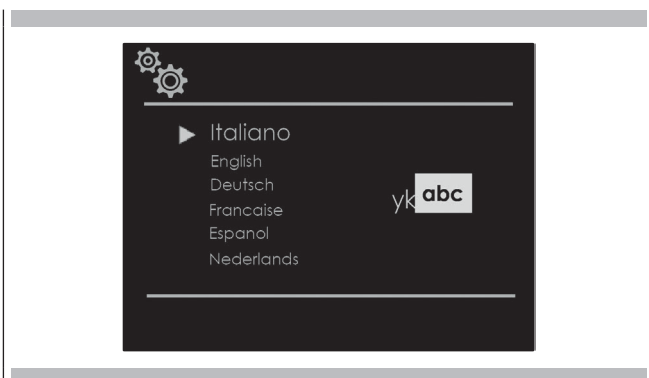 Italiano
English
Deutsch
Francaise
Espanol
Nederlands
yk abc